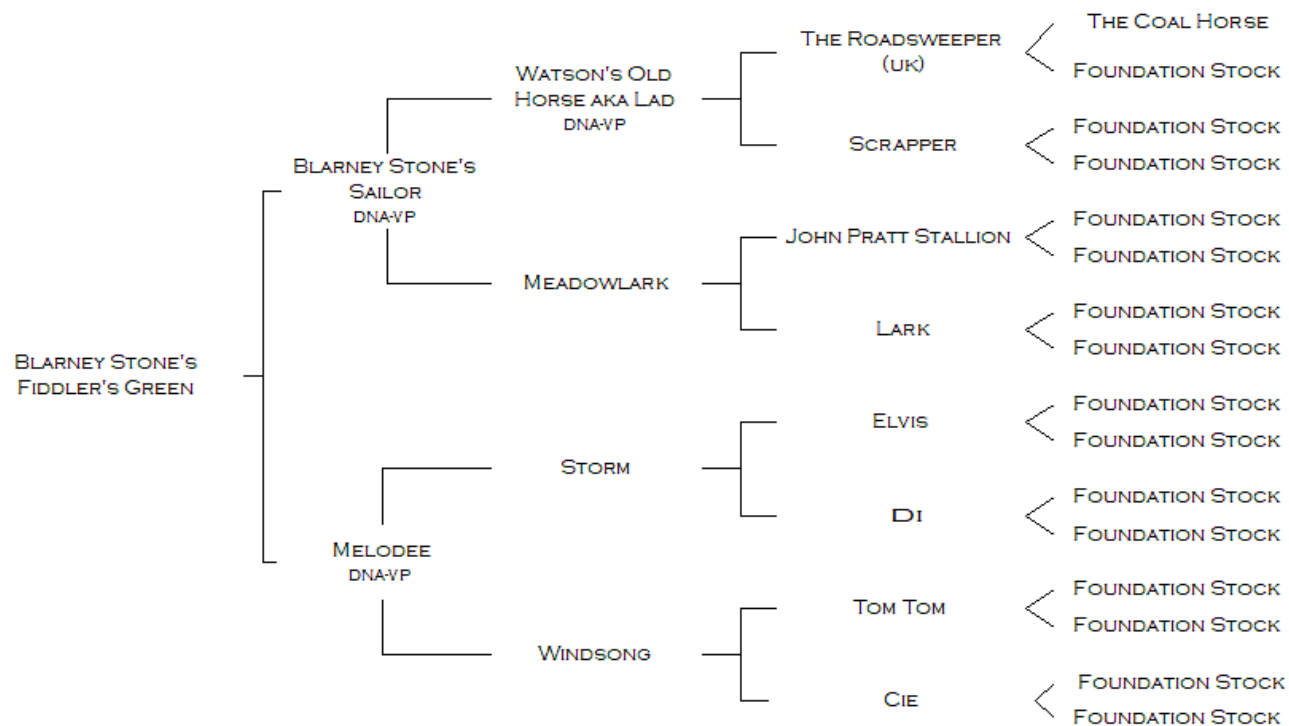 The Coal Horse
The Roadsweeper
(UK)
Foundation Stock
Watson's Old
Horse aka Lad
DNA-VP
Foundation Stock
Scrapper
Foundation Stock
Blarney Stone's
Sailor
DNA-VP
Foundation Stock
John Pratt Stallion
Foundation Stock
Meadowlark
Foundation Stock
Lark
Foundation Stock
Blarney Stone's
Fiddler's Green
Foundation Stock
Elvis
Foundation Stock
Storm
Foundation Stock
Di
Foundation Stock
Melodee
DNA-VP
Foundation Stock
Tom Tom
Foundation Stock
Windsong
Foundation Stock
Cie
Foundation Stock